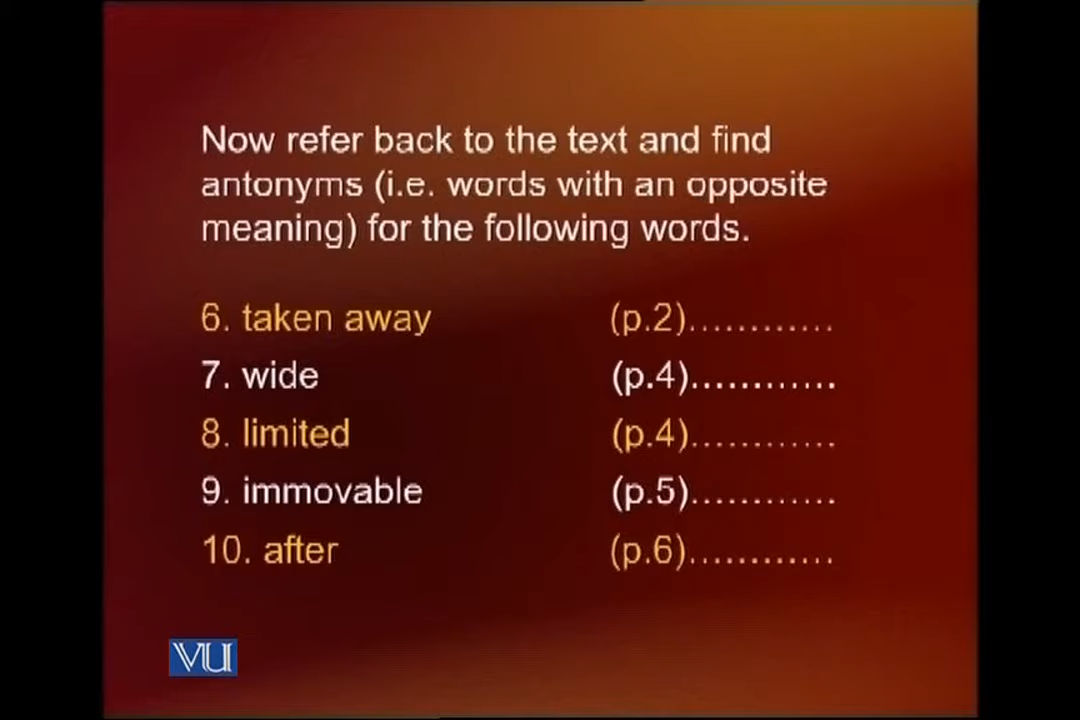 Now refer back to the text and find
antonyms (i.e. words with an opposite
meaning) for the following words.
6. taken away (p.2)............
7. wide (p.4)............
8. limited (p.4)............
9. immovable (p.5)............
10. after (p.6)............
VU